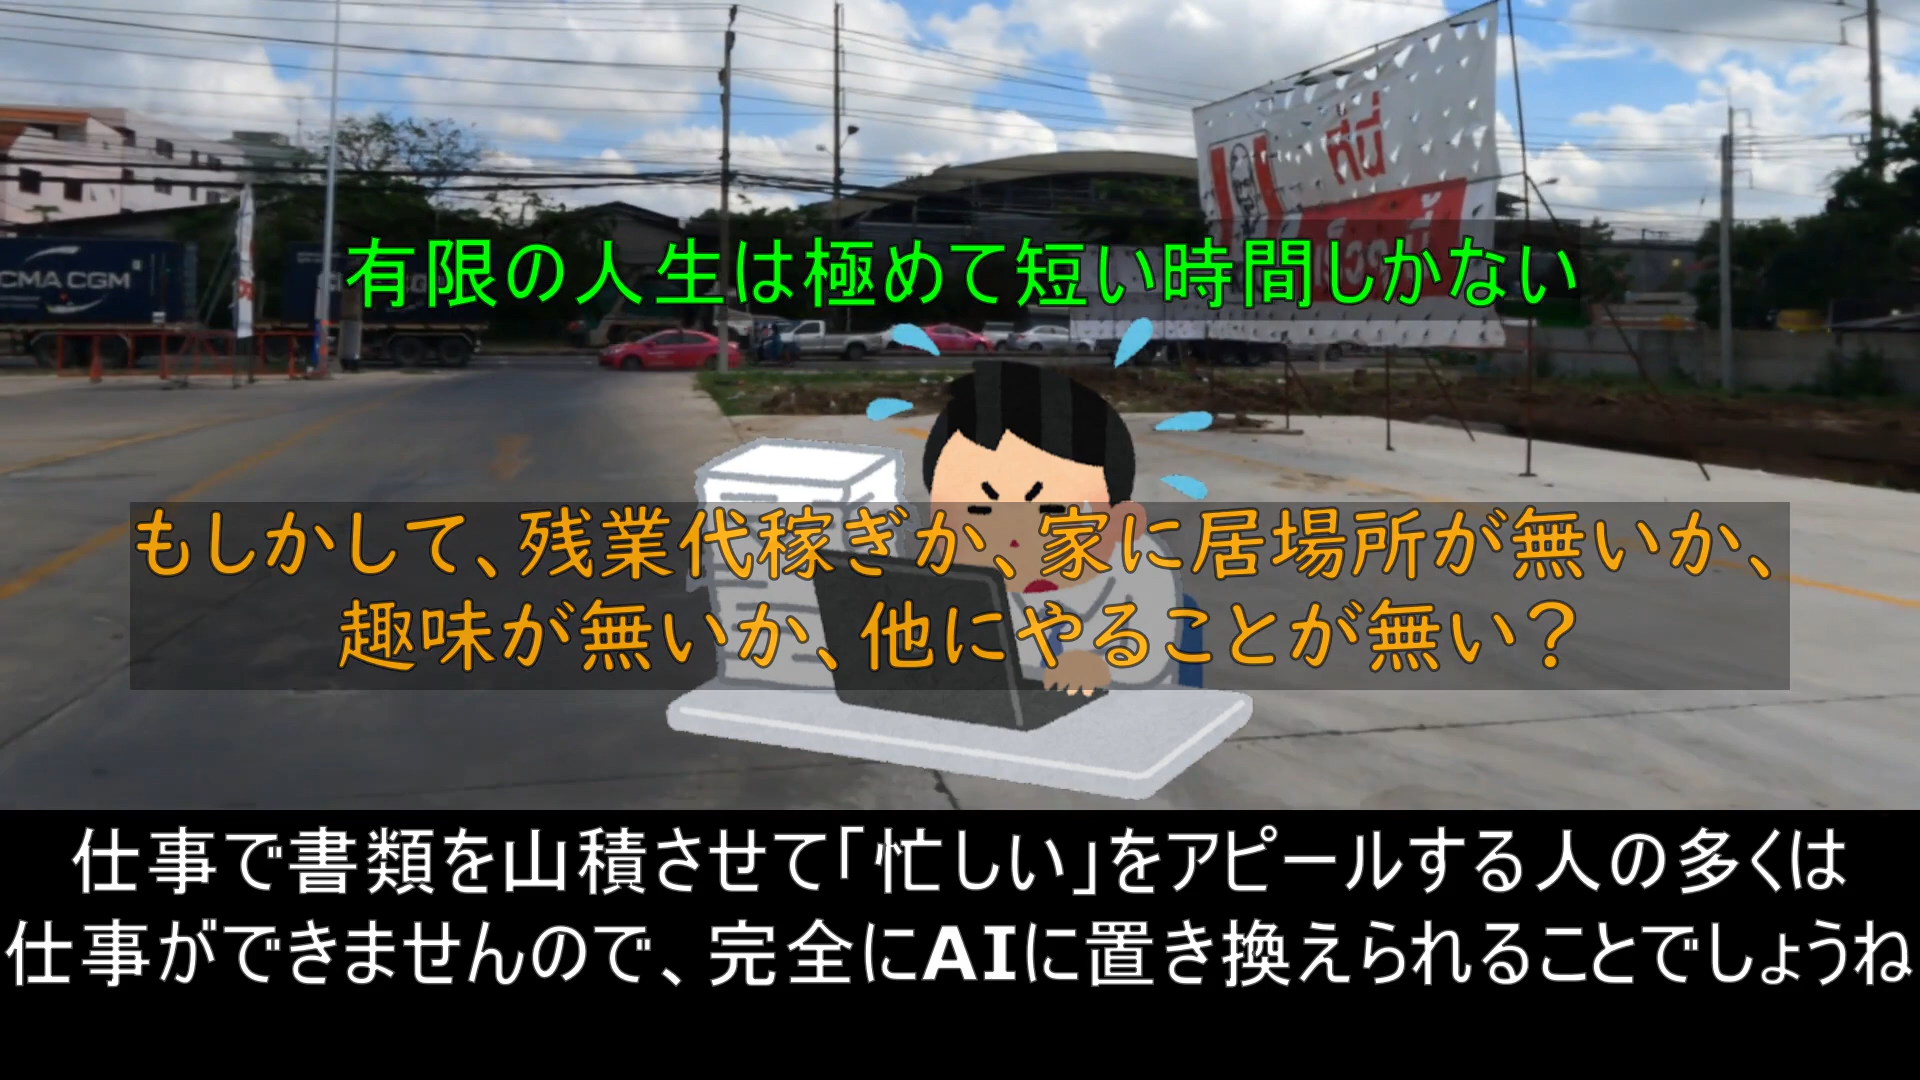 CMA CGM
ที่นี่
有限の人生は極めて短い時間しかない
もしかして、残業代稼ぎか、家に居場所が無いか、
趣味が無いか、他にやることが無い？
仕事で書類を山積させて「忙しい」をアピールする人の多くは
仕事ができませんので、完全にAIに置き換えられることでしょうね